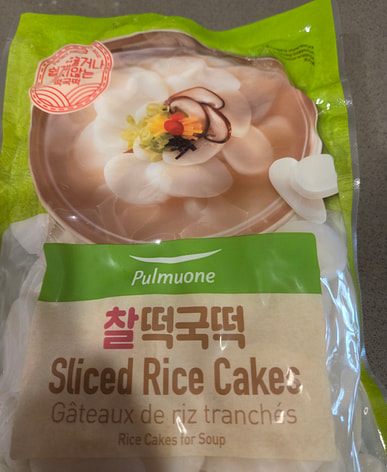 Pulmuone
찰떡국떡
Sliced Rice Cakes
Gâteaux de riz tranchés
Rice Cakes for Soup